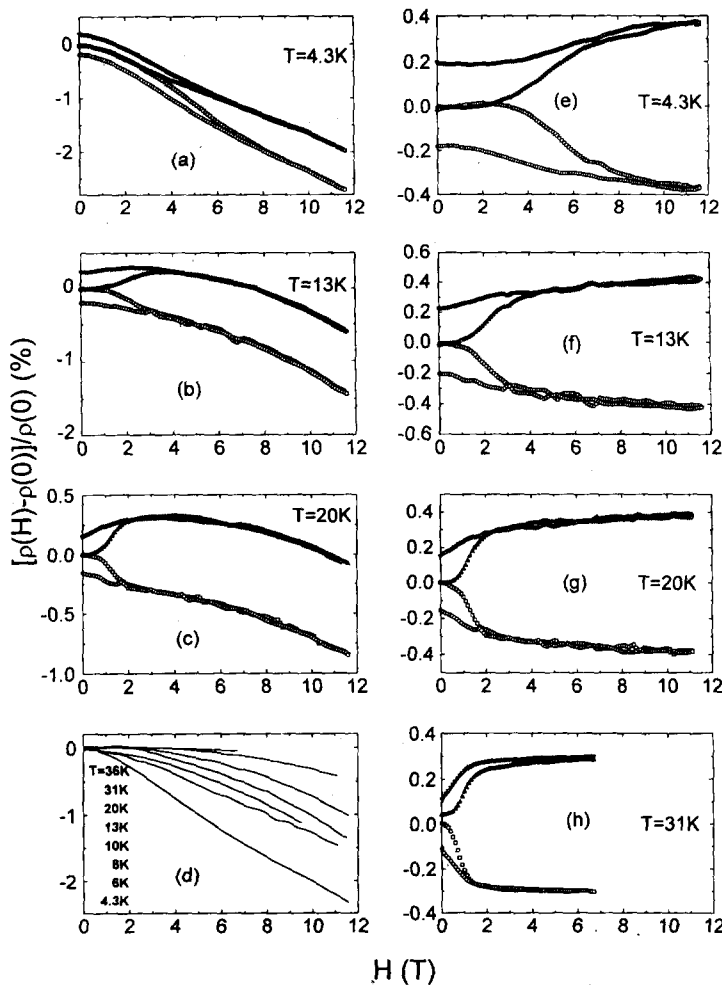 [ρ(H)-ρ(0)]/ρ(0) (%)
0
-1
-2
T=4.3K
(a)
0 2 4 6 8 10 12
0
-1
-2
T=13K
(b)
0 2 4 6 8 10 12
0.5
0.0
-0.5
-1.0
T=20K
(c)
0 2 4 6 8 10 12
0
-1
-2
T=36K
31K
20K
13K
10K
8K
6K
4.3K
(d)
0 2 4 6 8 10 12
0.4
0.2
0.0
-0.2
-0.4
(e)
T=4.3K
0 2 4 6 8 10 12
0.6
0.4
0.2
0.0
-0.2
-0.4
-0.6
(f)
T=13K
0 2 4 6 8 10 12
0.4
0.2
0.0
-0.2
-0.4
(g)
T=20K
0 2 4 6 8 10 12
0.4
0.2
0.0
-0.2
-0.4
(h)
T=31K
0 2 4 6 8 10 12
H (T)